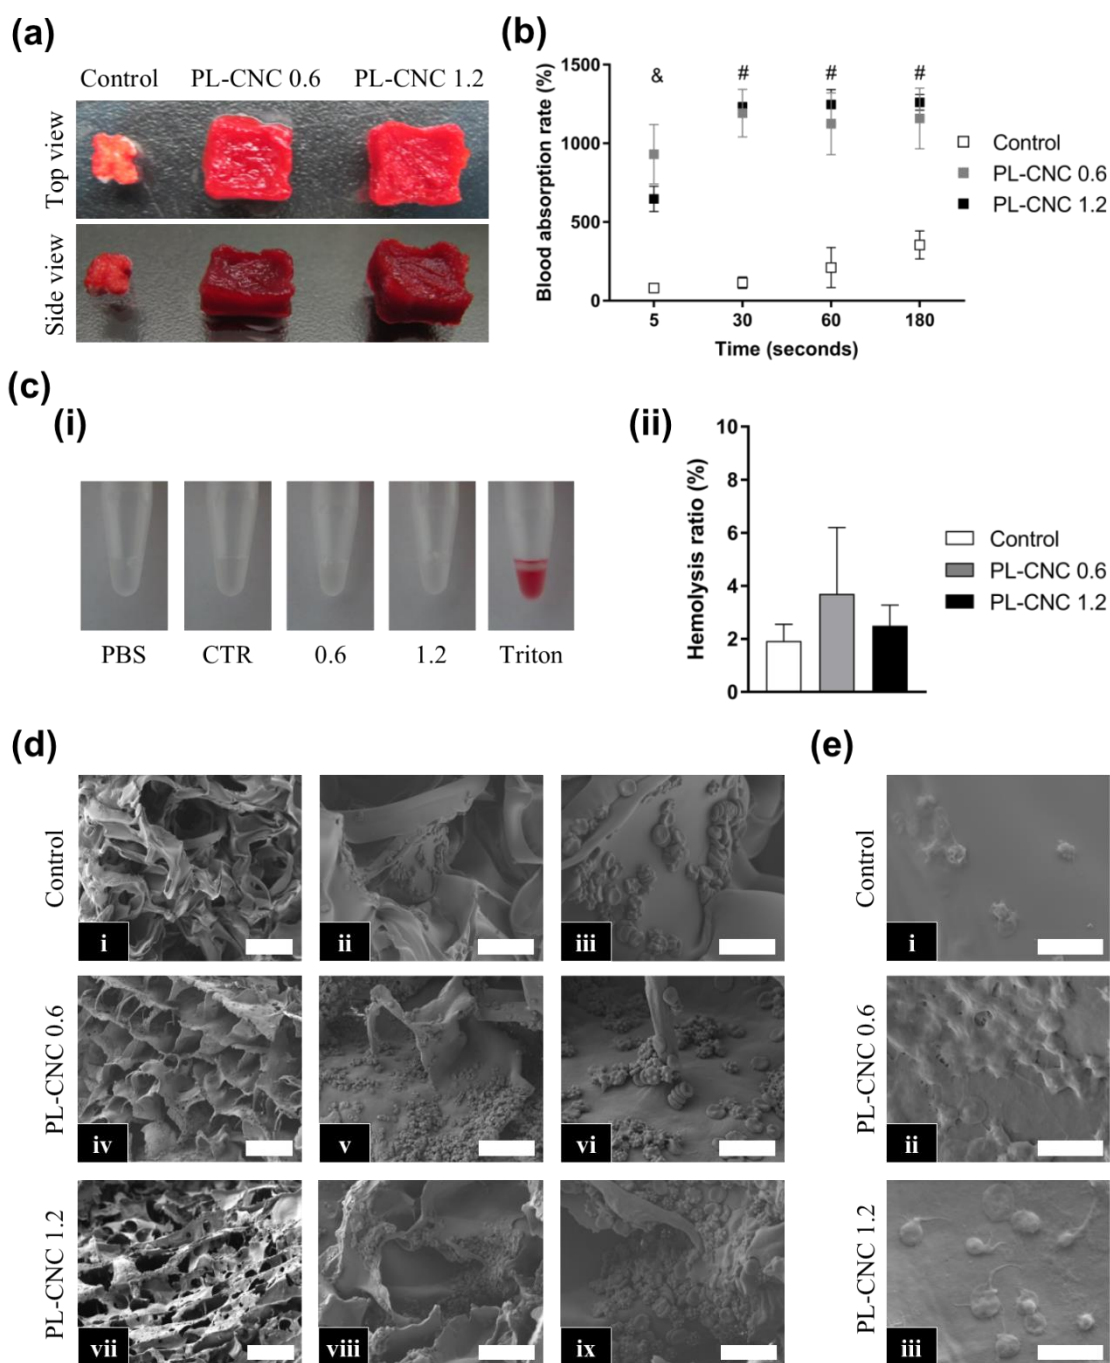 (a)
Control PL-CNC 0.6 PL-CNC 1.2
Top view
Side view
(b)
Blood absorption rate (%)
1500
1000
500
0
& # # #
5 30 60 180
Time (seconds)
Control
PL-CNC 0.6
PL-CNC 1.2
(c)
(i)
PBS CTR 0.6 1.2 Triton
(ii)
Hemolysis ratio (%)
10
8
6
4
2
0
Control
PL-CNC 0.6
PL-CNC 1.2
(d)
Control
i ii iii
PL-CNC 0.6
iv v vi
PL-CNC 1.2
vii viii ix
(e)
Control
i
PL-CNC 0.6
ii
PL-CNC 1.2
iii